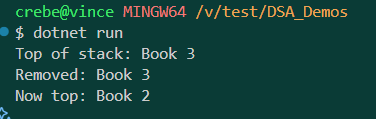 crebe@vince MINGW64 /v/test/DSA_Demos
$ dotnet run
Top of stack: Book 3
Removed: Book 3
Now top: Book 2